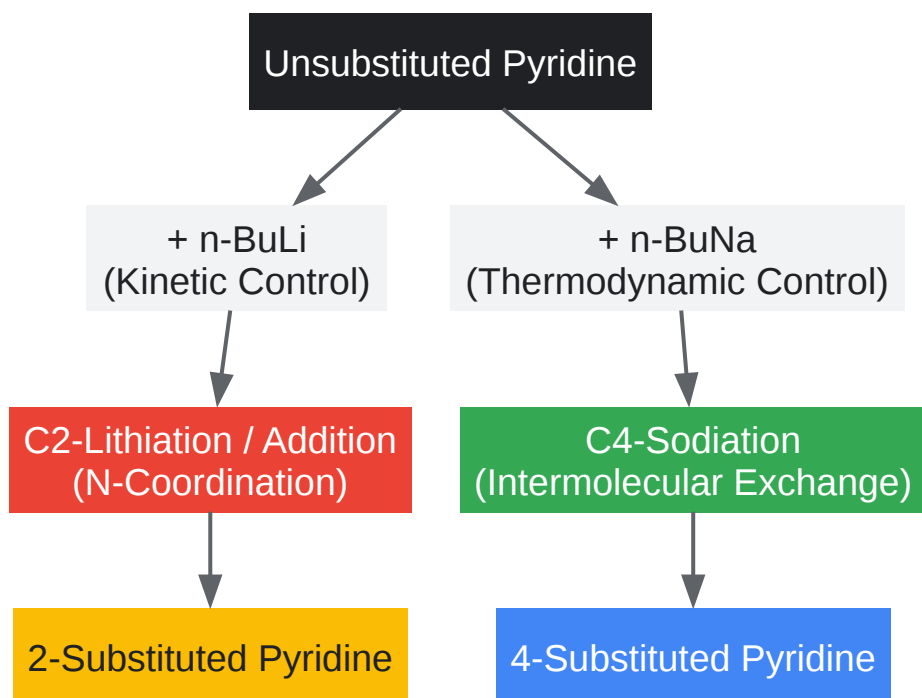 Unsubstituted Pyridine
+ n-BuLi
(Kinetic Control)
+ n-BuNa
(Thermodynamic Control)
C2-Lithiation / Addition
(N-Coordination)
C4-Sodiation
(Intermolecular Exchange)
2-Substituted Pyridine
4-Substituted Pyridine